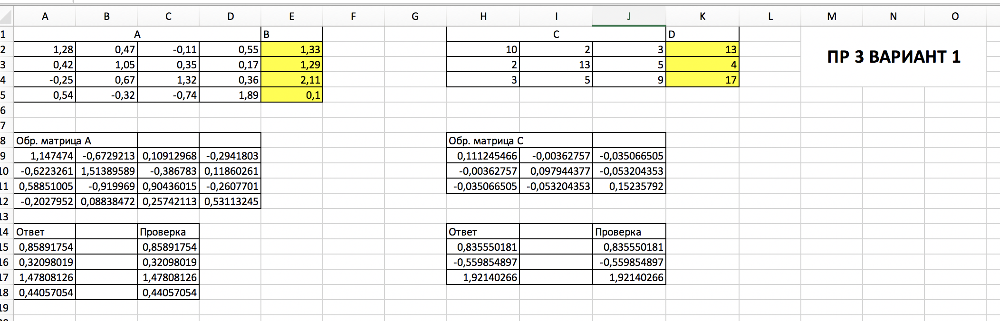 A B C D E F G H I J K L M N O
1 A B C D
2 1,28 0,47 -0,11 0,55 1,33 10 2 3 13
ПР 3 ВАРИАНТ 1
3 0,42 1,05 0,35 0,17 1,29 2 13 5 4
4 -0,25 0,67 1,32 0,36 2,11 3 5 9 17
5 0,54 -0,32 -0,74 1,89 0,1
6
7
8 Обр. матрица А Обр. матрица С
9 1,147474 -0,6729213 0,10912968 -0,2941803 0,111245466 -0,00362757 -0,035066505
10 -0,6223261 1,51389589 -0,386783 0,11860261 -0,00362757 0,097944377 -0,053204353
11 0,58851005 -0,919969 0,90436015 -0,2607701 -0,035066505 -0,053204353 0,15235792
12 -0,2027952 0,08838472 0,25742113 0,53113245
13
14 Ответ Проверка Ответ Проверка
15 0,85891754 0,85891754 0,835550181 0,835550181
16 0,32098019 0,32098019 -0,559854897 -0,559854897
17 1,47808126 1,47808126 1,92140266 1,92140266
18 0,44057054 0,44057054
19